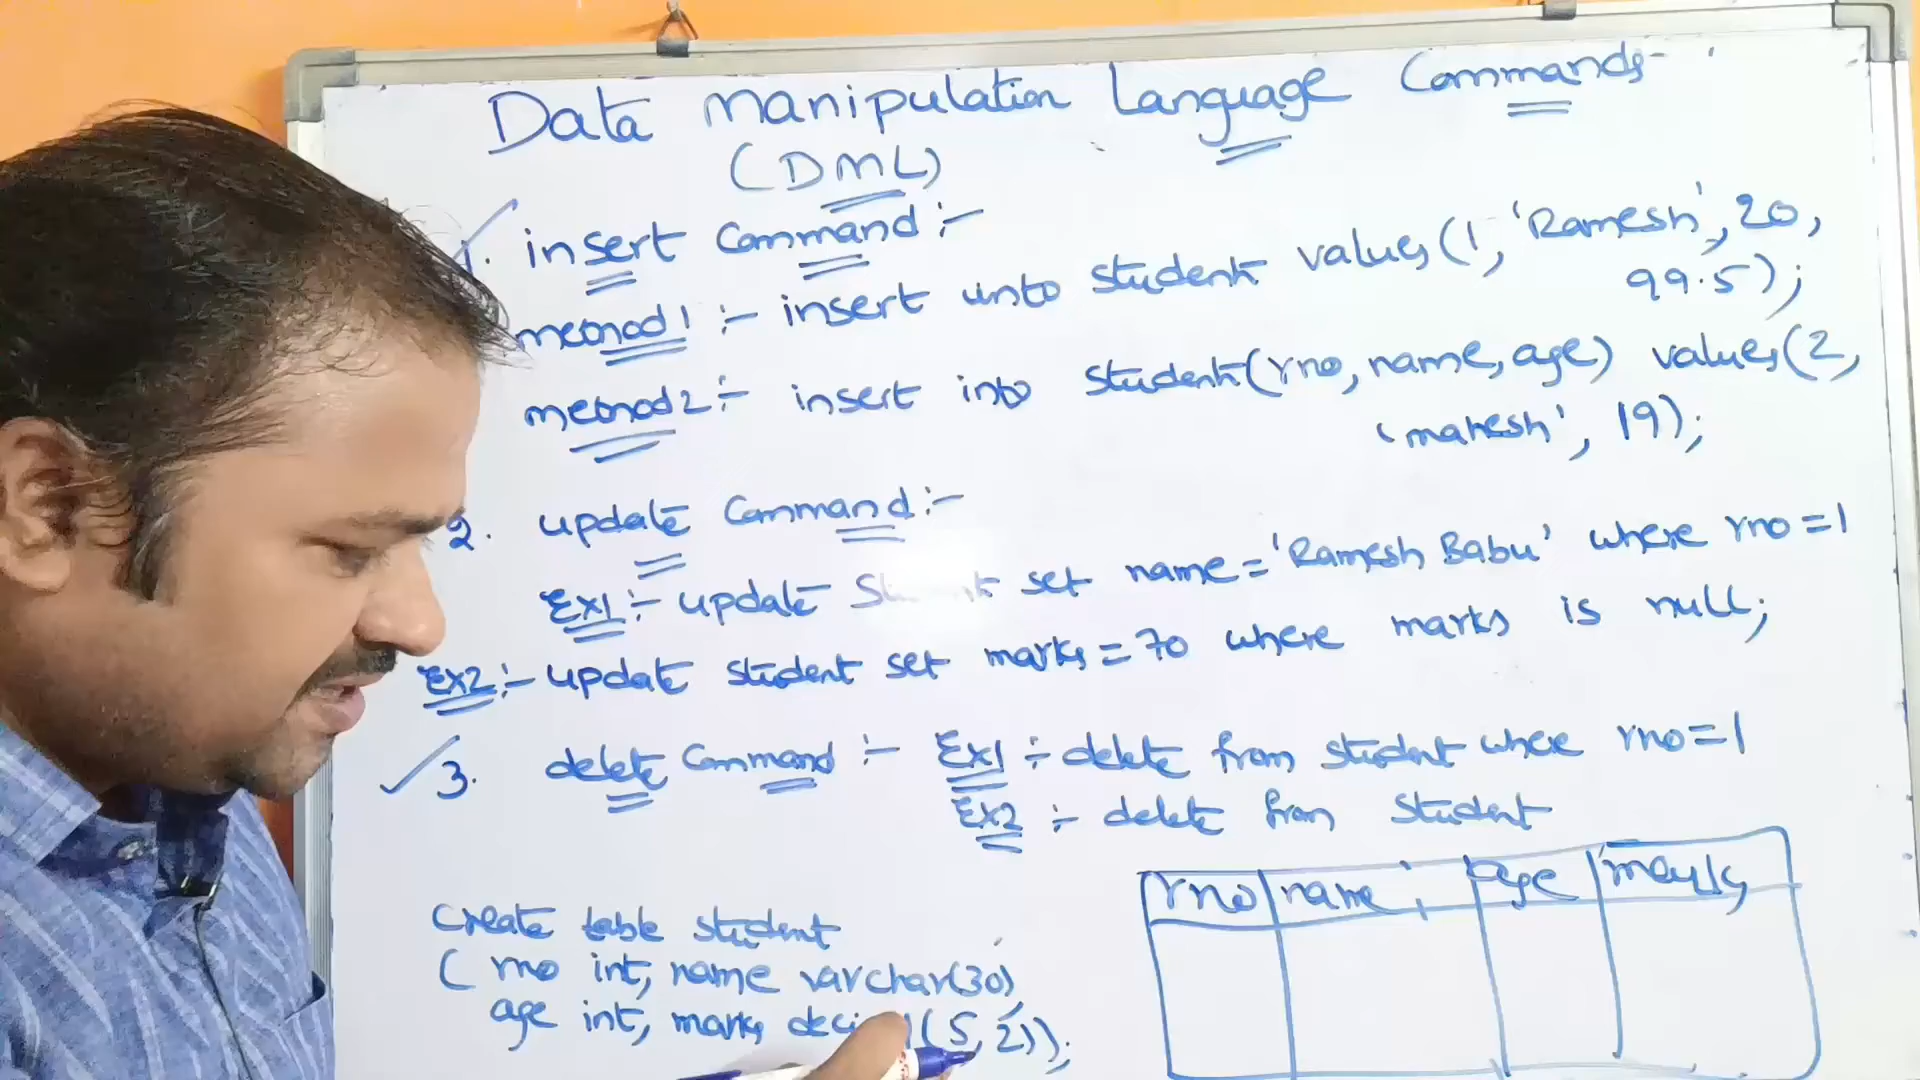 Data Manipulation Language Commands-
(DML)
1. insert Command :-
method1 :- insert unto student values(1, 'Ramesh', 20,
99.5);
method2 :- insert into student(rno, name, age) values(2,
'mahesh', 19);
2. update Command :-
Ex1 :- update set name='Ramesh Babu' where rno=1
Ex2 :- update student set marks=70 where marks is null;
3. delete Command :- Ex1 :- delete from student where rno=1
Ex2 :- delete from student
rno name age marks
Create table student
( rno int, name varchar(30),
age int, marks (5,2));